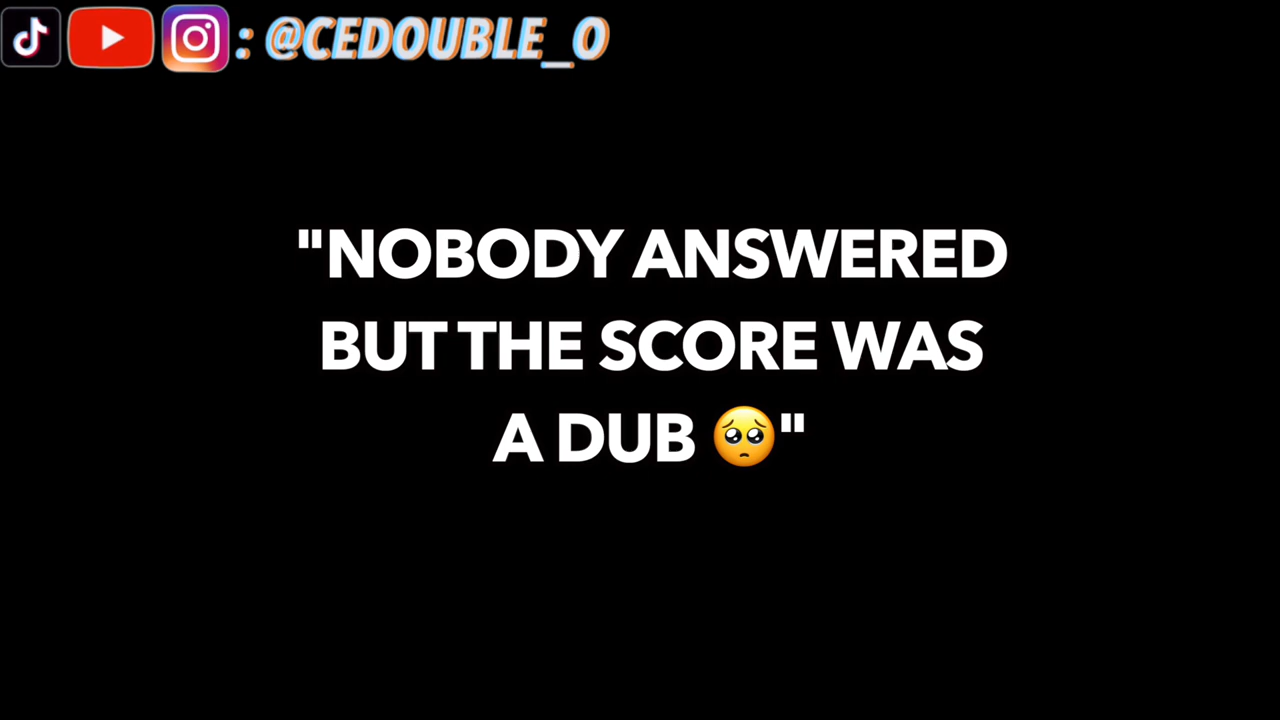 : @CEDOUBLE_O
"NOBODY ANSWERED
BUT THE SCORE WAS
A DUB 🥺"